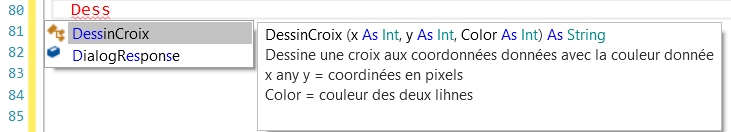 80 Dess
81 DessinCroix
82 DialogResponse
83
84
85
DessinCroix (x As Int, y As Int, Color As Int) As String
Dessine une croix aux coordonnées données avec la couleur donnée
x any y = coordinées en pixels
Color = couleur des deux lihnes